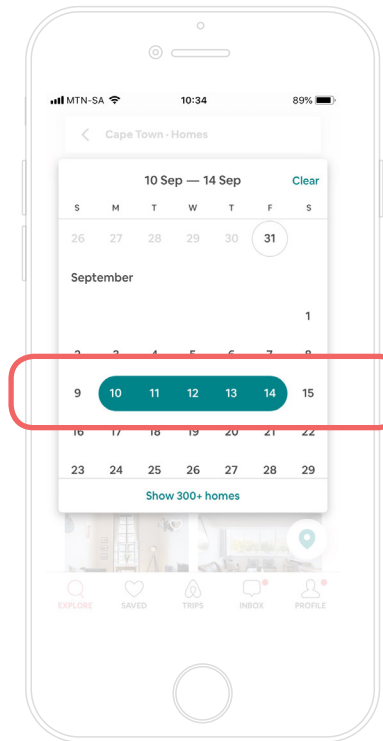 MTN-SA 10:34 89%
Cape Town · Homes
10 Sep — 14 Sep Clear
S M T W T F S
26 27 28 29 30 31
September
1
2 3 4 5 6 7 8
9 10 11 12 13 14 15
16 17 18 19 20 21 22
23 24 25 26 27 28 29
Show 300+ homes
EXPLORE SAVED TRIPS INBOX PROFILE